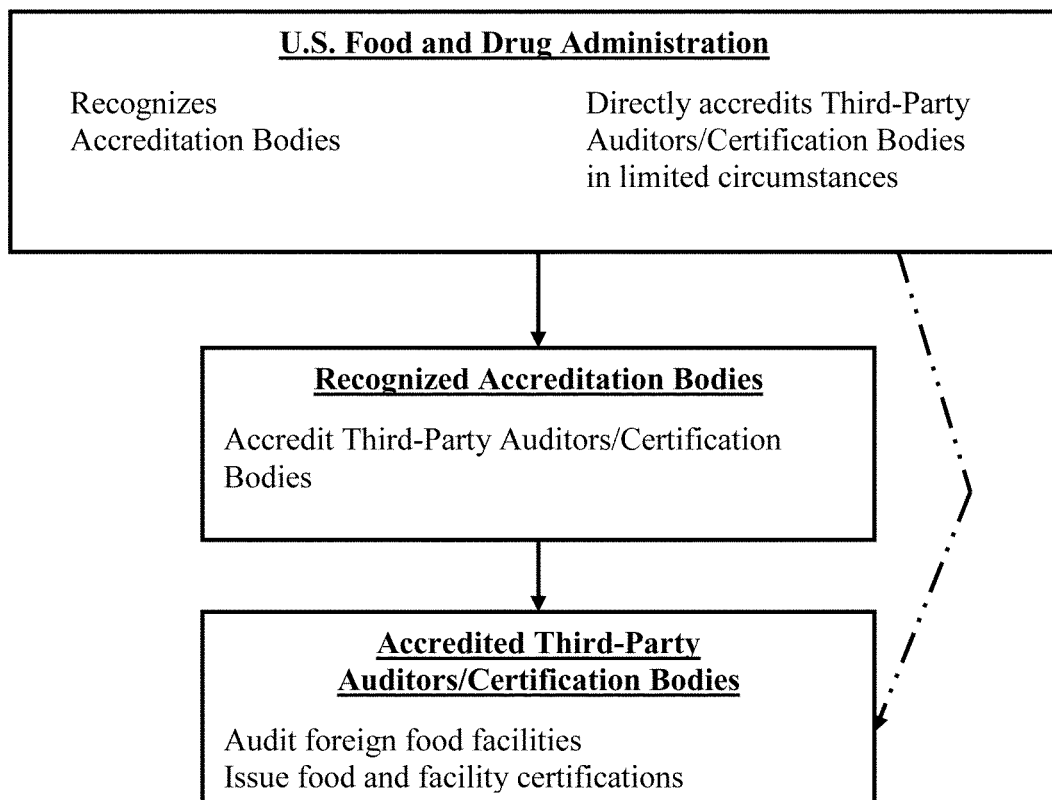 U.S. Food and Drug Administration
Recognizes
Accreditation Bodies
Directly accredits Third-Party
Auditors/Certification Bodies
in limited circumstances
Recognized Accreditation Bodies
Accredit Third-Party Auditors/Certification
Bodies
Accredited Third-Party
Auditors/Certification Bodies
Audit foreign food facilities
Issue food and facility certifications